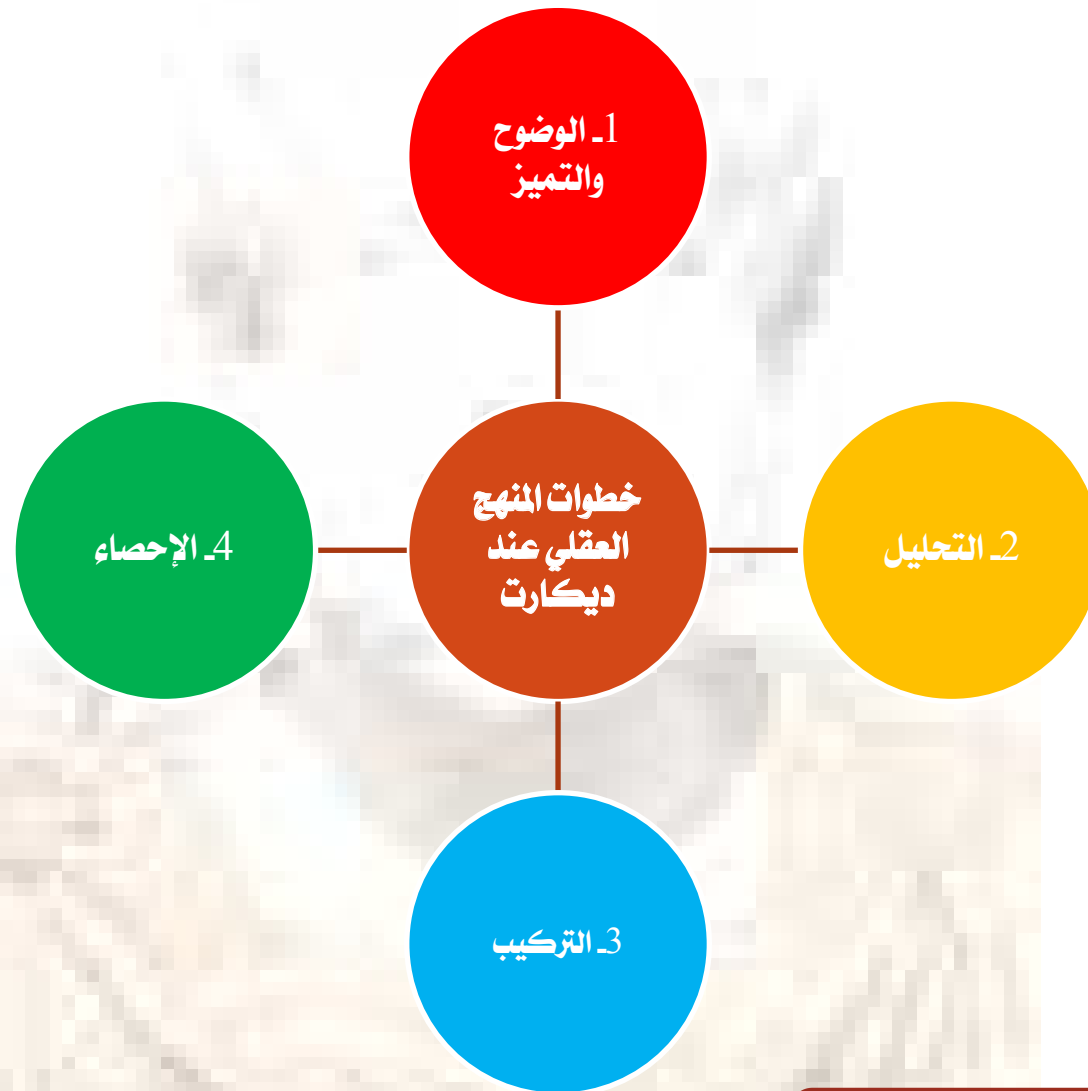 1ـ الوضوح
والتميز
خطوات المنهج
العقلي عند
ديكارت
2ـ التحليل
3ـ التركيب
4ـ الإحصاء